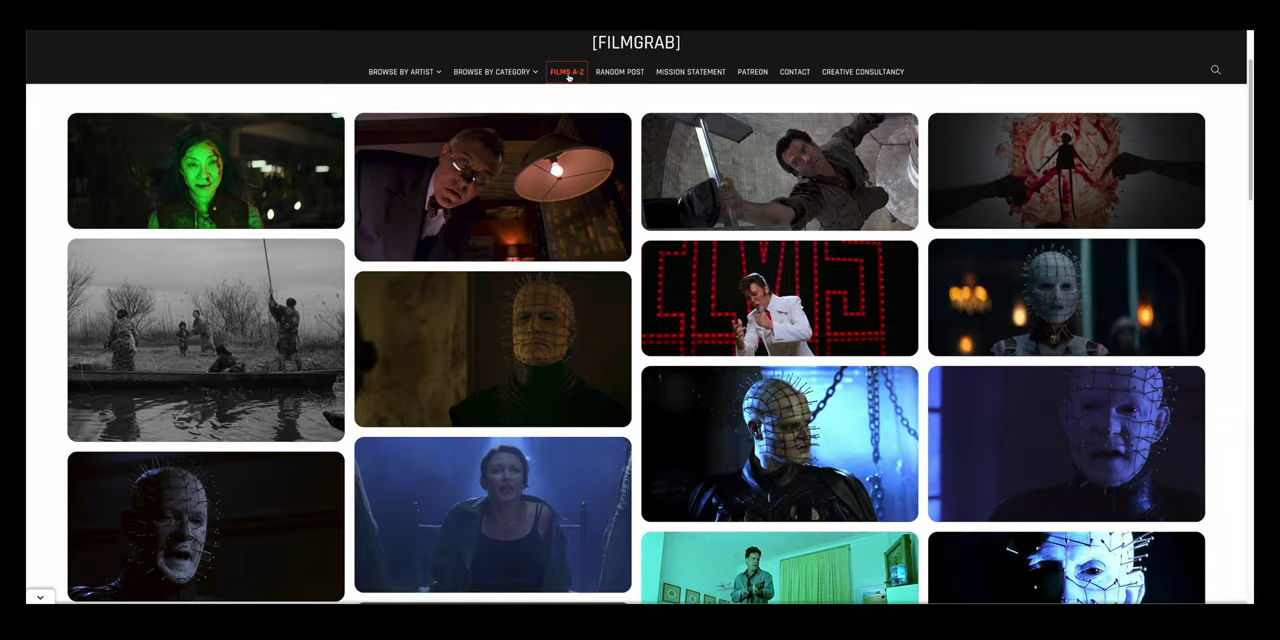 [FILMGRAB]
BROWSE BY ARTIST BROWSE BY CATEGORY FILMS A-Z RANDOM POST MISSION STATEMENT PATREON CONTACT CREATIVE CONSULTANCY
ELVIS